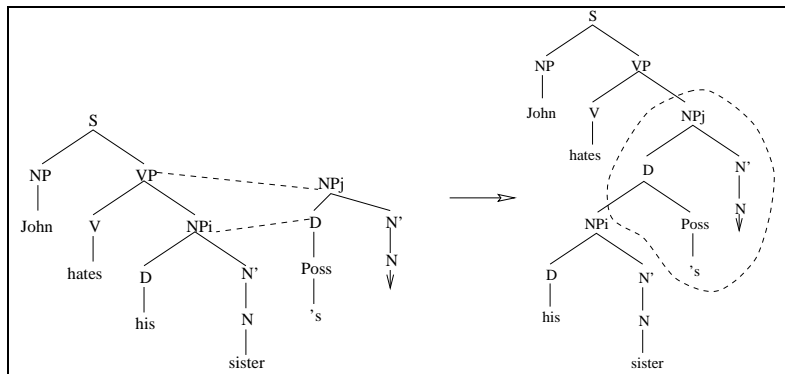 S
NP VP
S
John V NPj
NP VP NPj
hates D N'
John V NPi D N'
N
hates D N' Poss N
NPi Poss
his N 's
D N' 's
sister
his N
sister